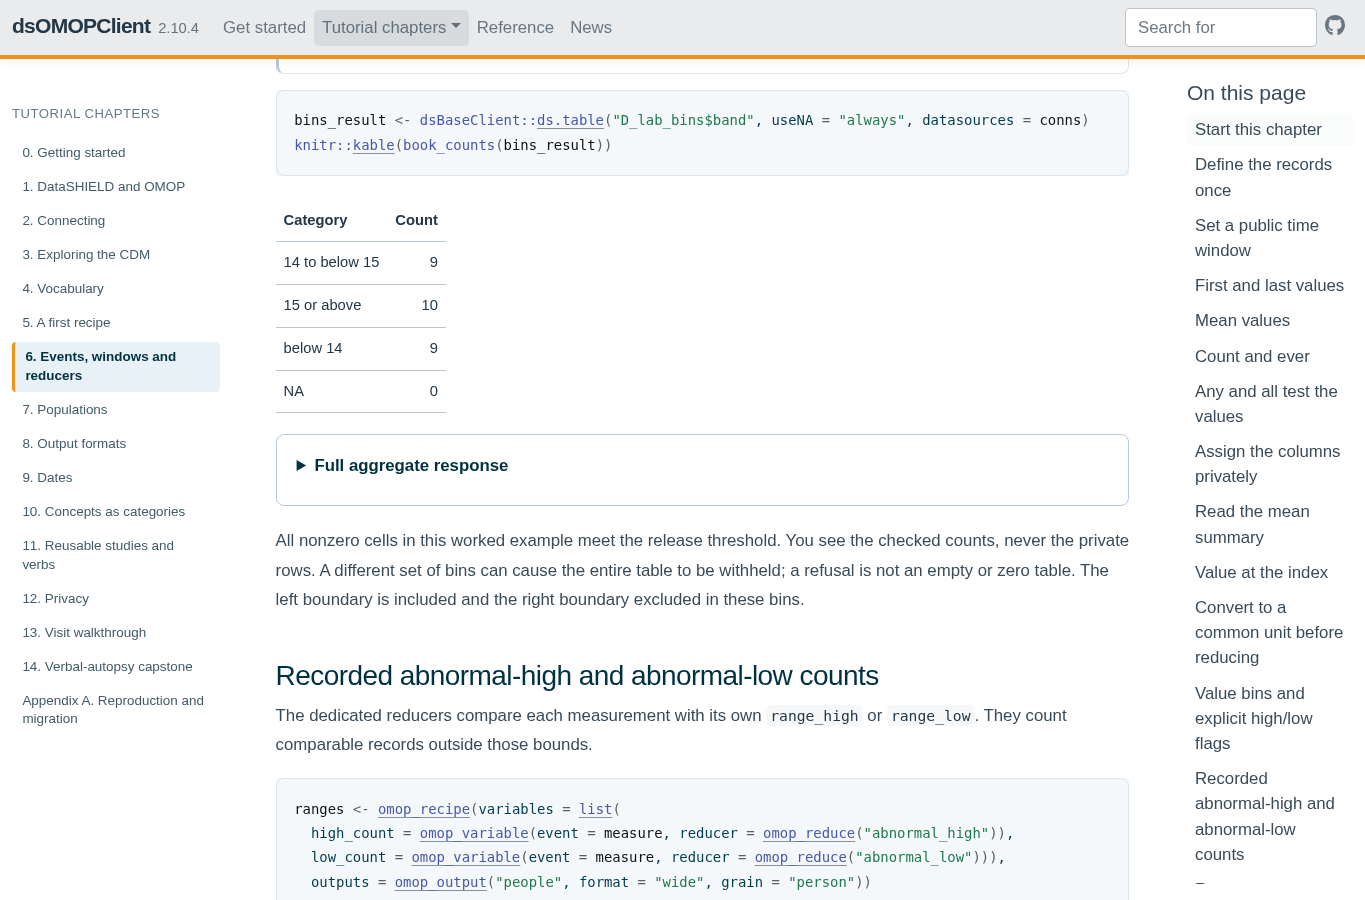 dsOMOPClient 2.10.4 Get started Tutorial chapters Reference News Search for
TUTORIAL CHAPTERS
0. Getting started
1. DataSHIELD and OMOP
2. Connecting
3. Exploring the CDM
4. Vocabulary
5. A first recipe
6. Events, windows and
reducers
7. Populations
8. Output formats
9. Dates
10. Concepts as categories
11. Reusable studies and
verbs
12. Privacy
13. Visit walkthrough
14. Verbal-autopsy capstone
Appendix A. Reproduction and
migration
bins_result <- dsBaseClient::ds.table("D_lab_bins$band", useNA = "always", datasources = conns)
knitr::kable(book_counts(bins_result))
Category Count
14 to below 15 9
15 or above 10
below 14 9
NA 0
Full aggregate response
All nonzero cells in this worked example meet the release threshold. You see the checked counts, never the private
rows. A different set of bins can cause the entire table to be withheld; a refusal is not an empty or zero table. The
left boundary is included and the right boundary excluded in these bins.
Recorded abnormal-high and abnormal-low counts
The dedicated reducers compare each measurement with its own range_high or range_low. They count
comparable records outside those bounds.
ranges <- omop_recipe(variables = list(
high_count = omop_variable(event = measure, reducer = omop_reduce("abnormal_high")),
low_count = omop_variable(event = measure, reducer = omop_reduce("abnormal_low"))),
outputs = omop_output("people", format = "wide", grain = "person"))
On this page
Start this chapter
Define the records
once
Set a public time
window
First and last values
Mean values
Count and ever
Any and all test the
values
Assign the columns
privately
Read the mean
summary
Value at the index
Convert to a
common unit before
reducing
Value bins and
explicit high/low
flags
Recorded
abnormal-high and
abnormal-low
counts